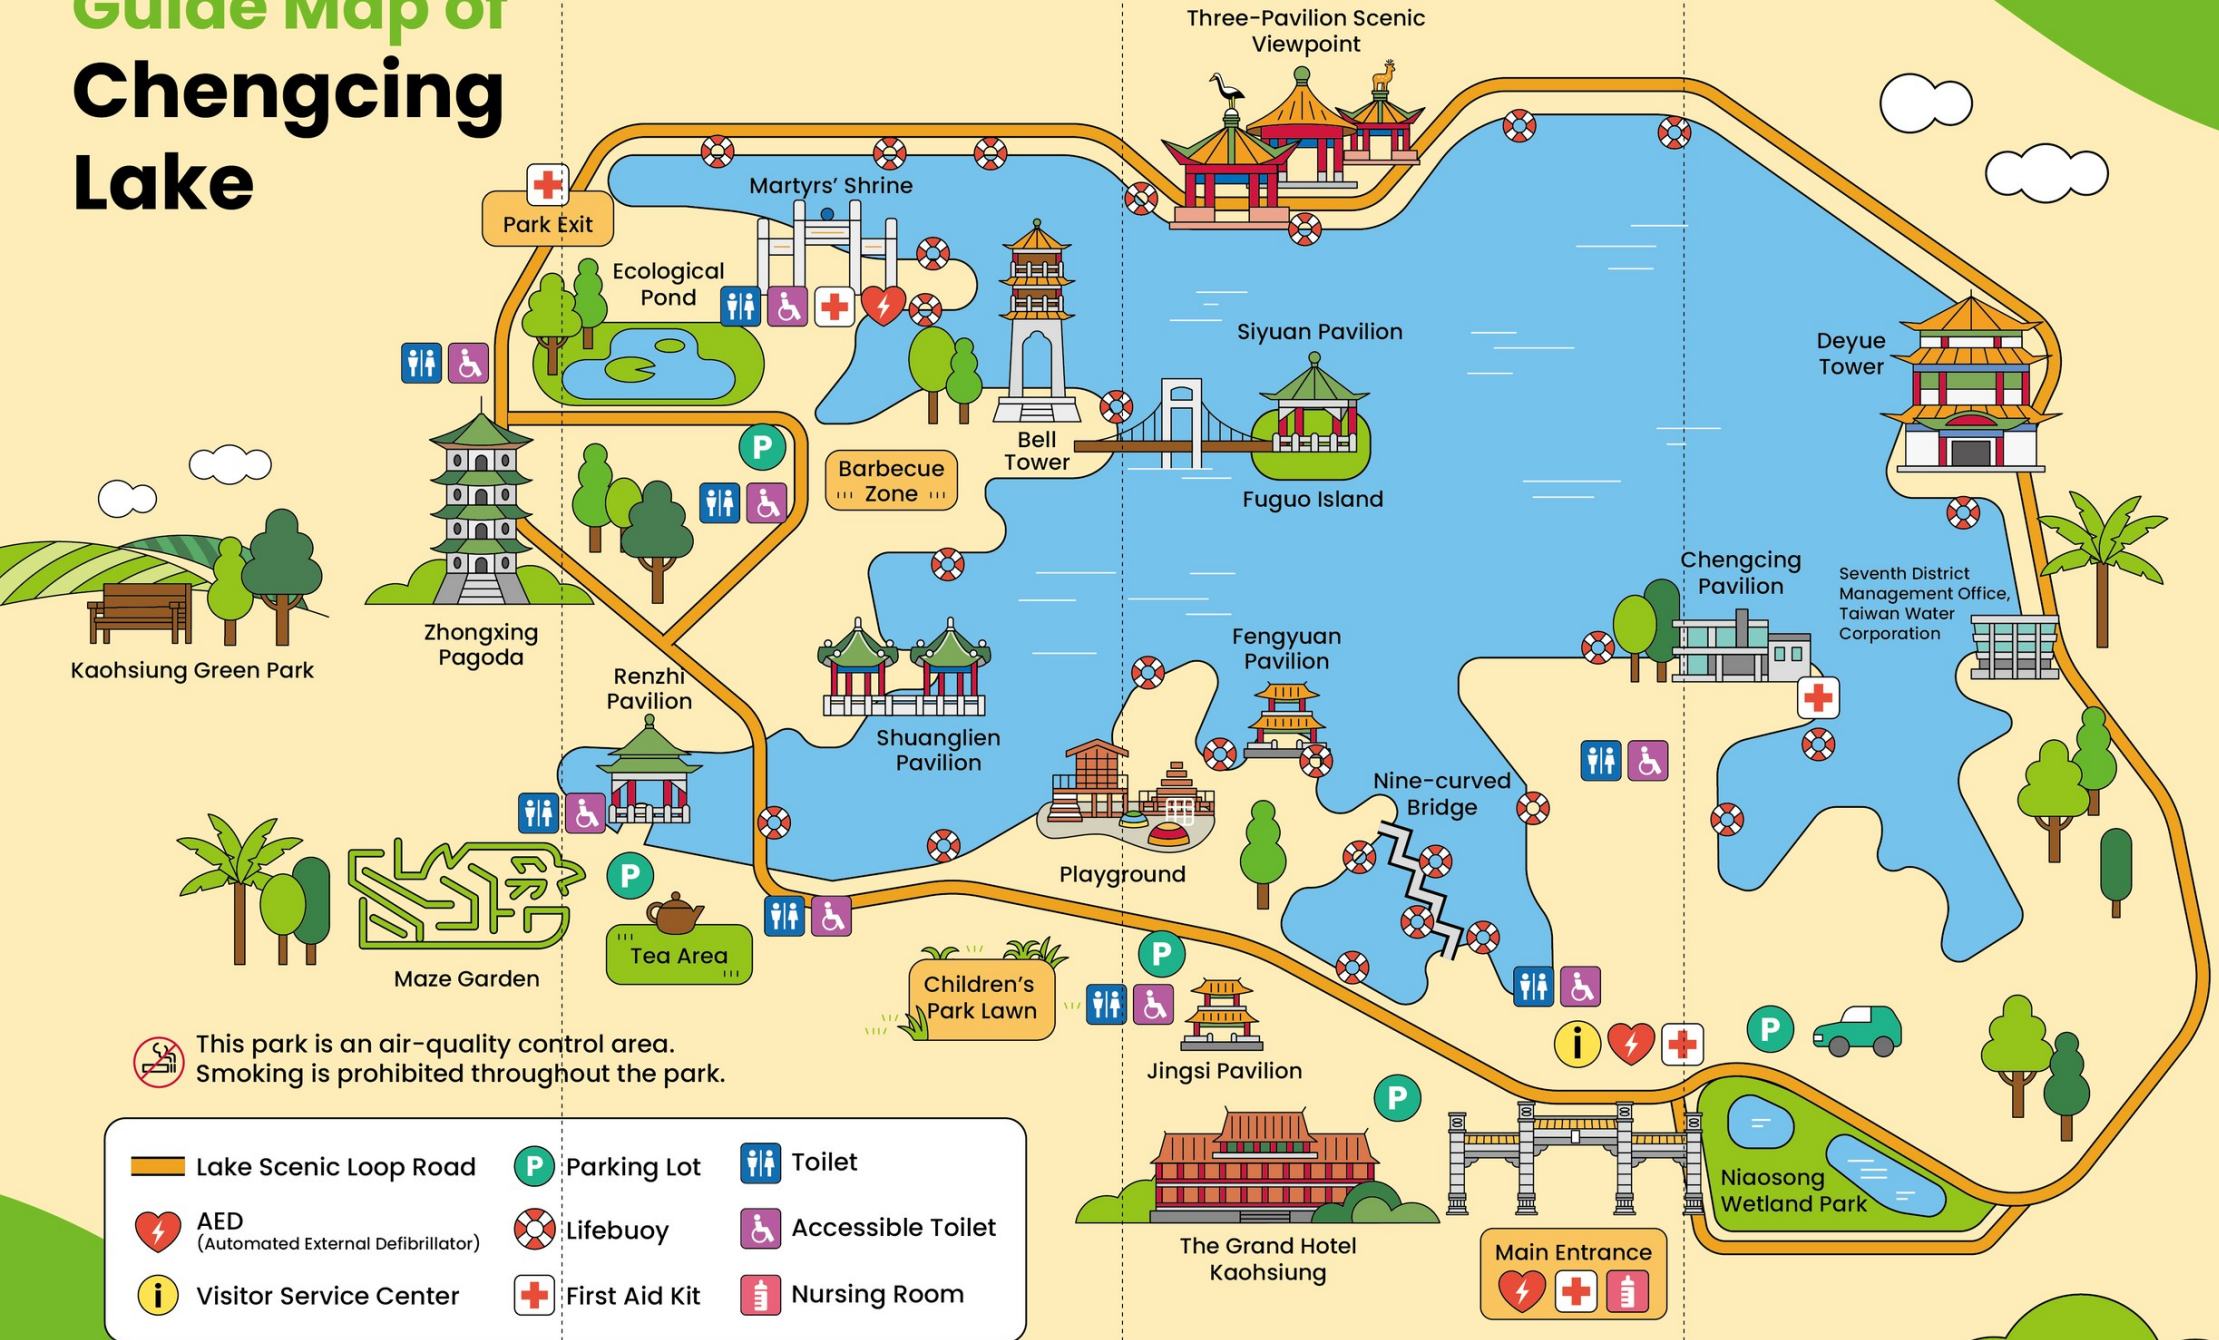 Guide Map of
Chengcing
Lake
Three-Pavilion Scenic
Viewpoint
Park Exit
Martyrs' Shrine
Ecological
Pond
Siyuan Pavilion
Deyue
Tower
P
Bell
Tower
Barbecue
Zone
Fuguo Island
Chengcing
Pavilion
Seventh District
Management Office,
Taiwan Water
Corporation
Kaohsiung Green Park
Zhongxing
Pagoda
Renzhi
Pavilion
Fengyuan
Pavilion
Shuanglien
Pavilion
Nine-curved
Bridge
Playground
P
Tea Area
Maze Garden
P
Children's
Park Lawn
Jingsi Pavilion
i
P
P
This park is an air-quality control area.
Smoking is prohibited throughout the park.
Niaosong
Wetland Park
The Grand Hotel
Kaohsiung
Main Entrance
Lake Scenic Loop Road
P Parking Lot
Toilet
AED
(Automated External Defibrillator)
Lifebuoy
Accessible Toilet
i Visitor Service Center
First Aid Kit
Nursing Room